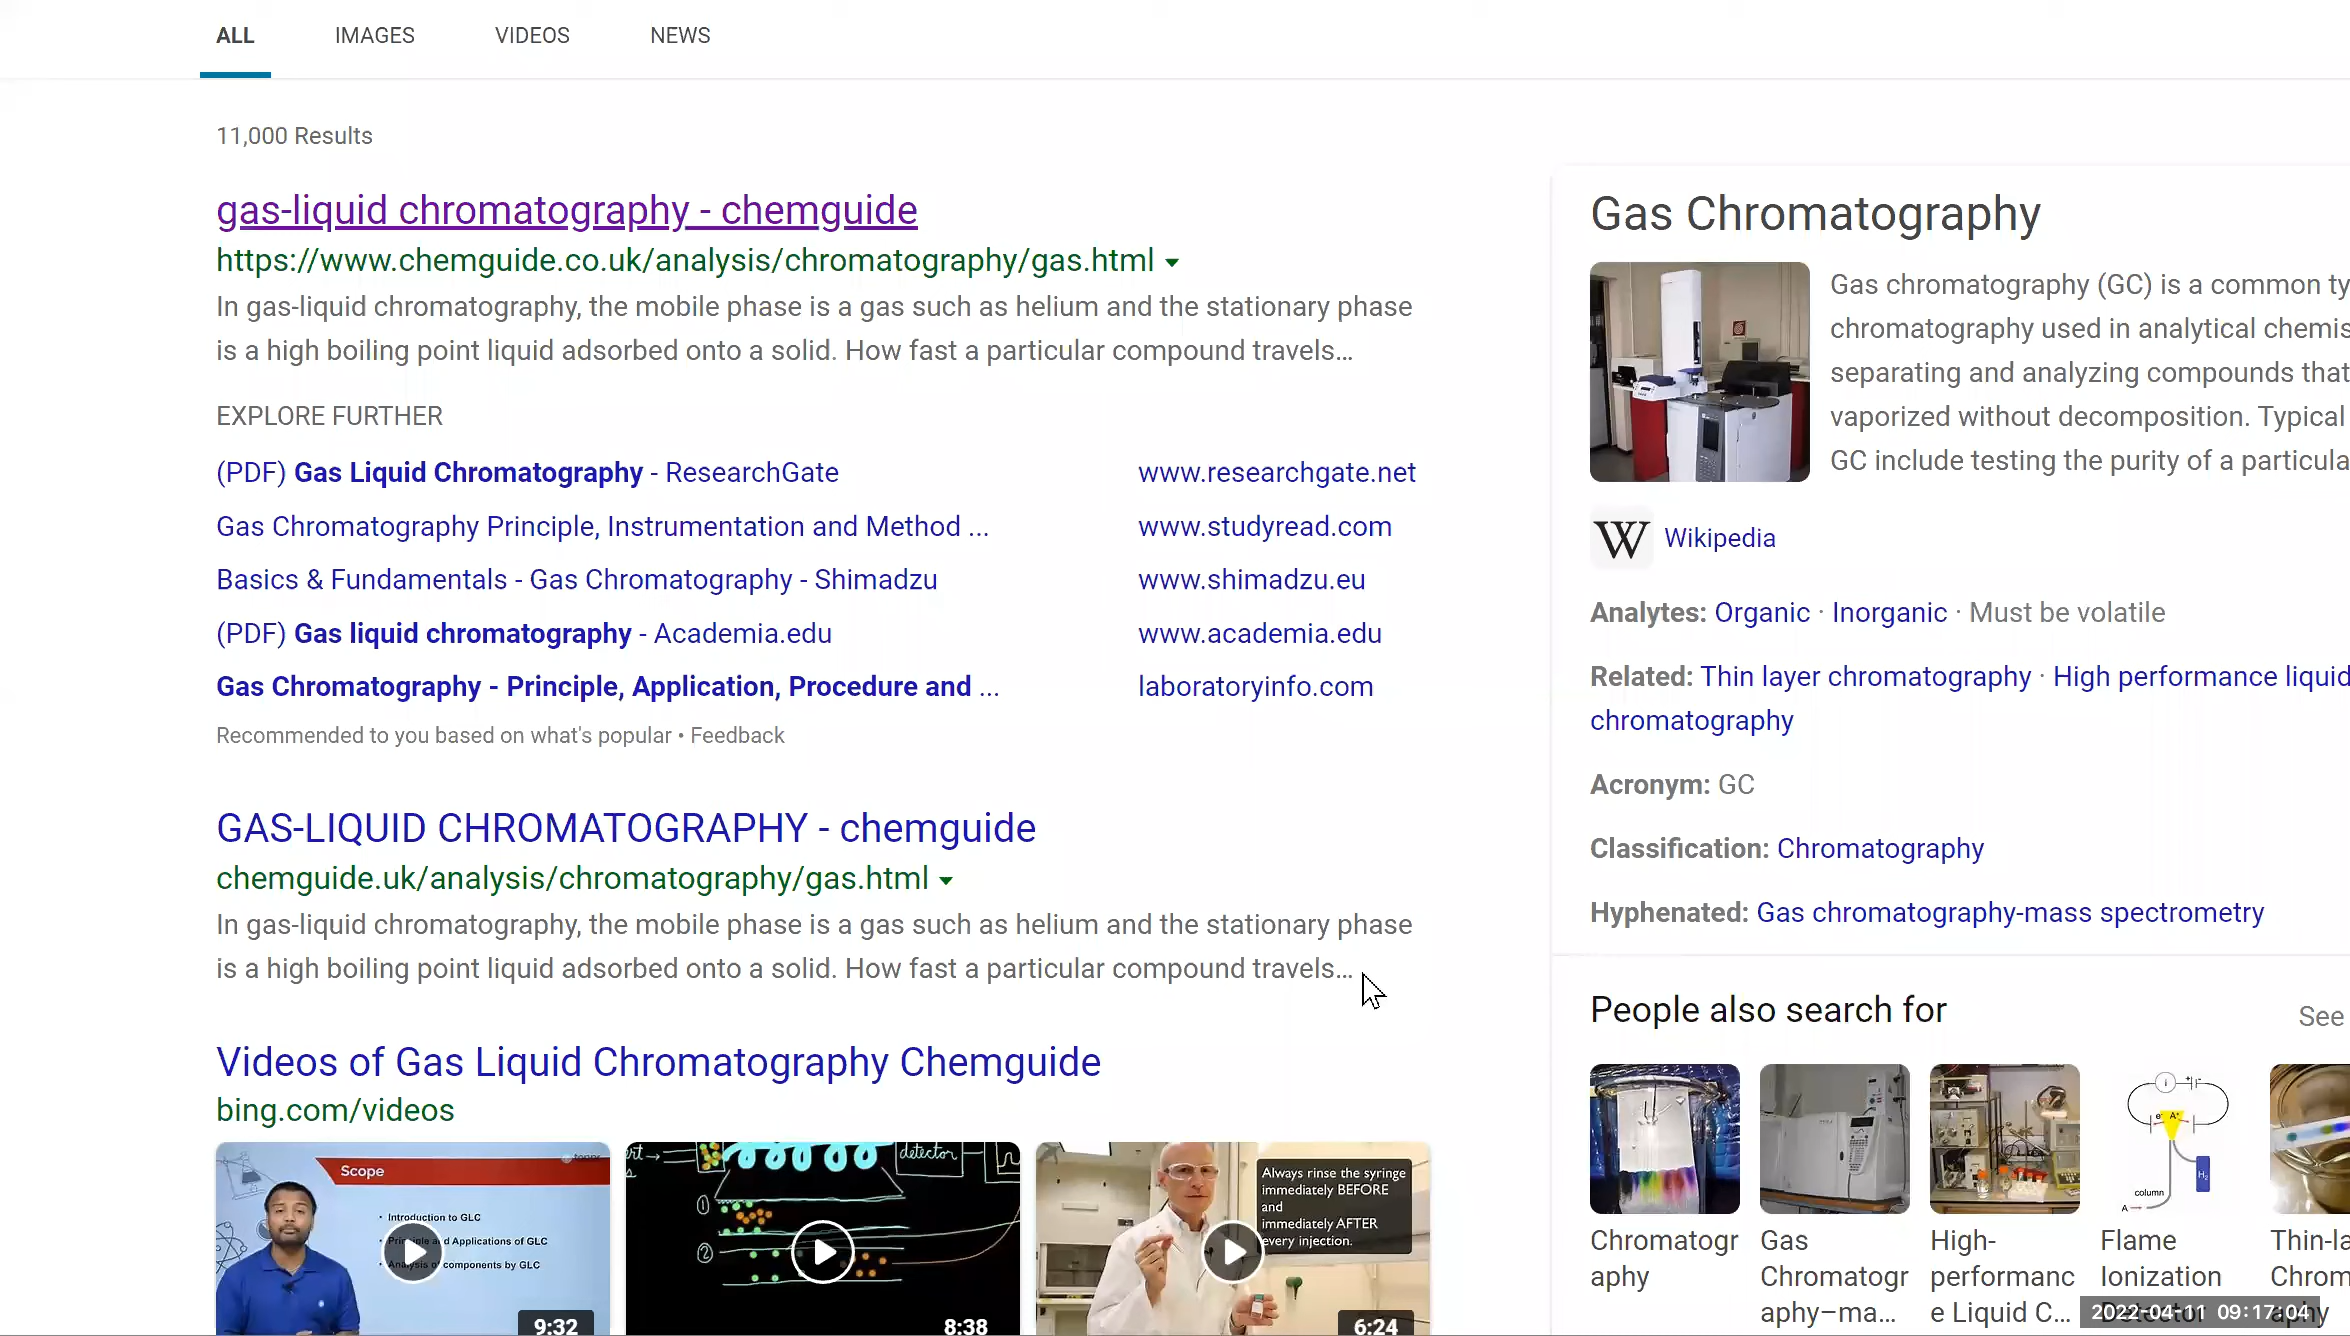 ALL IMAGES VIDEOS NEWS
11,000 Results
gas-liquid chromatography - chemguide
https://www.chemguide.co.uk/analysis/chromatography/gas.html
In gas-liquid chromatography, the mobile phase is a gas such as helium and the stationary phase
is a high boiling point liquid adsorbed onto a solid. How fast a particular compound travels...
EXPLORE FURTHER
(PDF) Gas Liquid Chromatography - ResearchGate www.researchgate.net
Gas Chromatography Principle, Instrumentation and Method ... www.studyread.com
Basics & Fundamentals - Gas Chromatography - Shimadzu www.shimadzu.eu
(PDF) Gas liquid chromatography - Academia.edu www.academia.edu
Gas Chromatography - Principle, Application, Procedure and ... laboratoryinfo.com
Recommended to you based on what's popular • Feedback
GAS-LIQUID CHROMATOGRAPHY - chemguide
chemguide.uk/analysis/chromatography/gas.html
In gas-liquid chromatography, the mobile phase is a gas such as helium and the stationary phase
is a high boiling point liquid adsorbed onto a solid. How fast a particular compound travels...
Videos of Gas Liquid Chromatography Chemguide
bing.com/videos
Scope
• Introduction to GLC
• Principle and Applications of GLC
• Analysis of components by GLC
9:32
detector
①
②
8:38
Always rinse the syringe
immediately BEFORE
and
immediately AFTER
every injection.
6:24
Gas Chromatography
Gas chromatography (GC) is a common ty
chromatography used in analytical chemis
separating and analyzing compounds that
vaporized without decomposition. Typical
GC include testing the purity of a particula
W Wikipedia
Analytes: Organic · Inorganic · Must be volatile
Related: Thin layer chromatography · High performance liquid
chromatography
Acronym: GC
Classification: Chromatography
Hyphenated: Gas chromatography-mass spectrometry
People also search for See
i
e⁻ A⁺
H₂
column
A
Chromatogr
aphy
Gas
Chromatogr
aphy–ma...
High-
performanc
e Liquid C...
Flame
Ionization
Thin-la
Chrom
2022-04-11 09:17:04